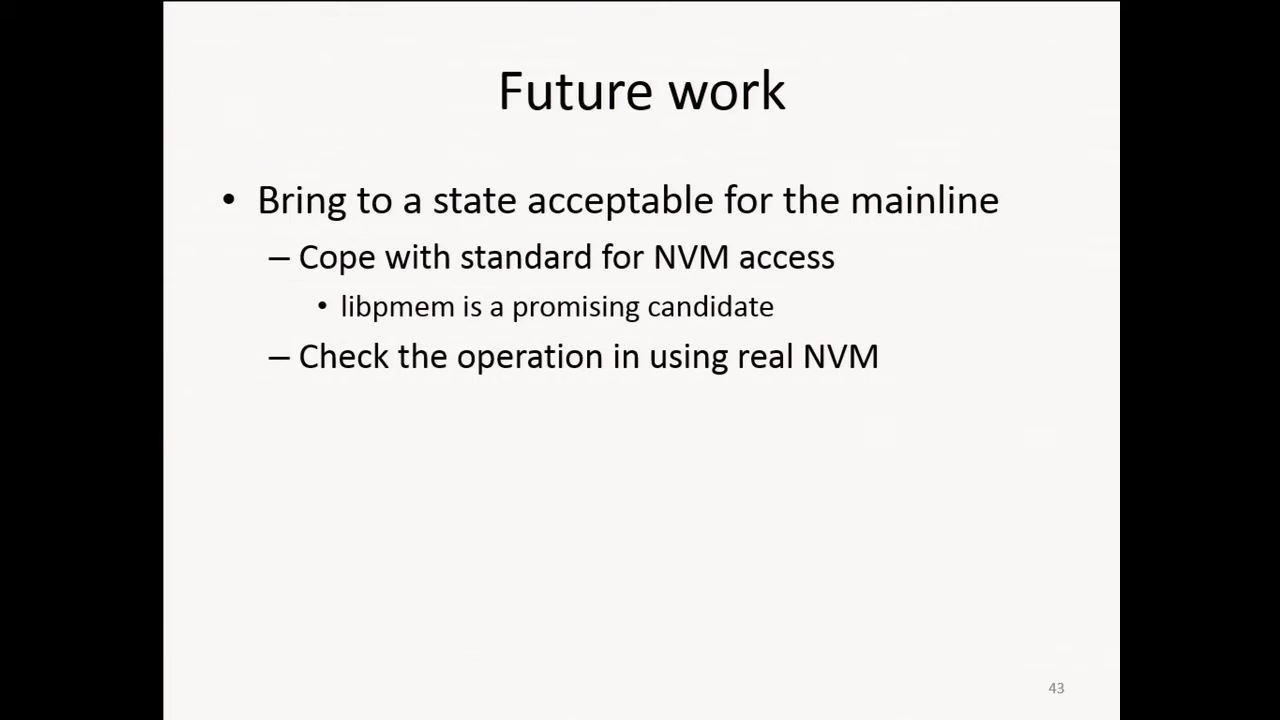 Future work
• Bring to a state acceptable for the mainline
– Cope with standard for NVM access
• libpmem is a promising candidate
– Check the operation in using real NVM
43